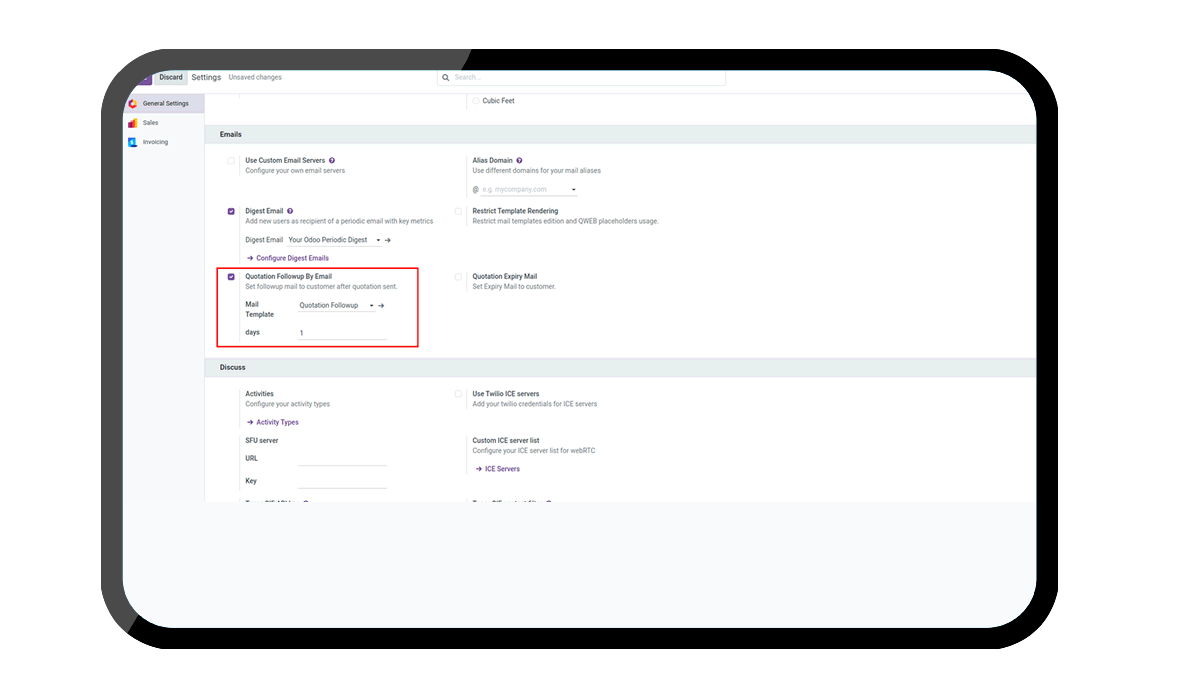 Discard Settings Unsaved changes Search...
General Settings
Sales
Invoicing
Cubic Feet
Emails
Use Custom Email Servers ?
Configure your own email servers
Alias Domain ?
Use different domains for your mail aliases
@ e.g. mycompany.com
Digest Email ?
Add new users as recipient of a periodic email with key metrics
Digest Email Your Odoo Periodic Digest
Configure Digest Emails
Restrict Template Rendering
Restrict mail templates edition and QWEB placeholders usage.
Quotation Followup By Email
Set followup mail to customer after quotation sent.
Mail
Template
Quotation Followup
days 1
Quotation Expiry Mail
Set Expiry Mail to customer.
Discuss
Activities
Configure your activity types
Activity Types
Use Twilio ICE servers
Add your twilio credentials for ICE servers
SFU server
URL
Key
Custom ICE server list
Configure your ICE server list for webRTC
ICE Servers